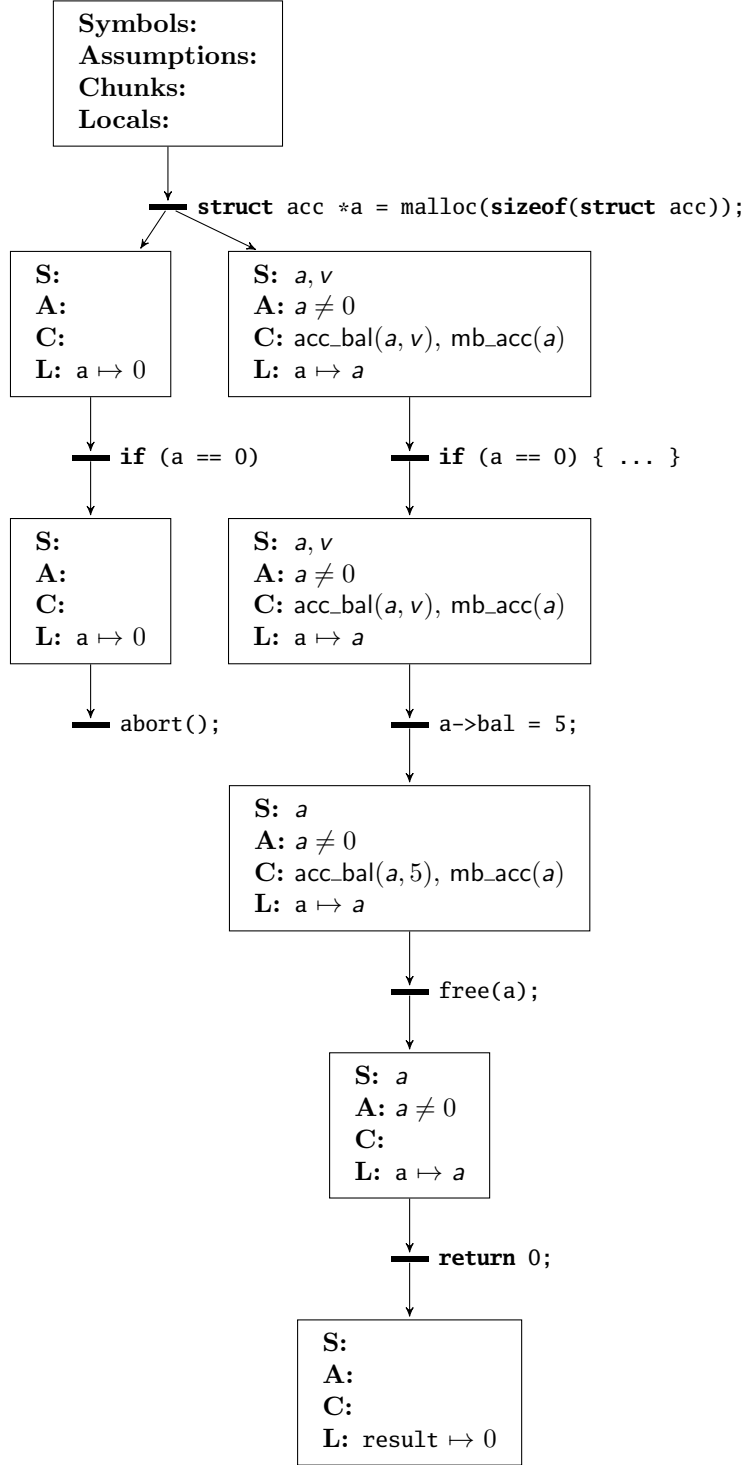 Symbols:
Assumptions:
Chunks:
Locals:
struct acc *a = malloc(sizeof(struct acc));
S:
A:
C:
L: a ↦ 0
S: a, v
A: a ≠ 0
C: acc_bal(a, v), mb_acc(a)
L: a ↦ a
if (a == 0)
if (a == 0) { ... }
S:
A:
C:
L: a ↦ 0
S: a, v
A: a ≠ 0
C: acc_bal(a, v), mb_acc(a)
L: a ↦ a
abort();
a->bal = 5;
S: a
A: a ≠ 0
C: acc_bal(a, 5), mb_acc(a)
L: a ↦ a
free(a);
S: a
A: a ≠ 0
C:
L: a ↦ a
return 0;
S:
A:
C:
L: result ↦ 0